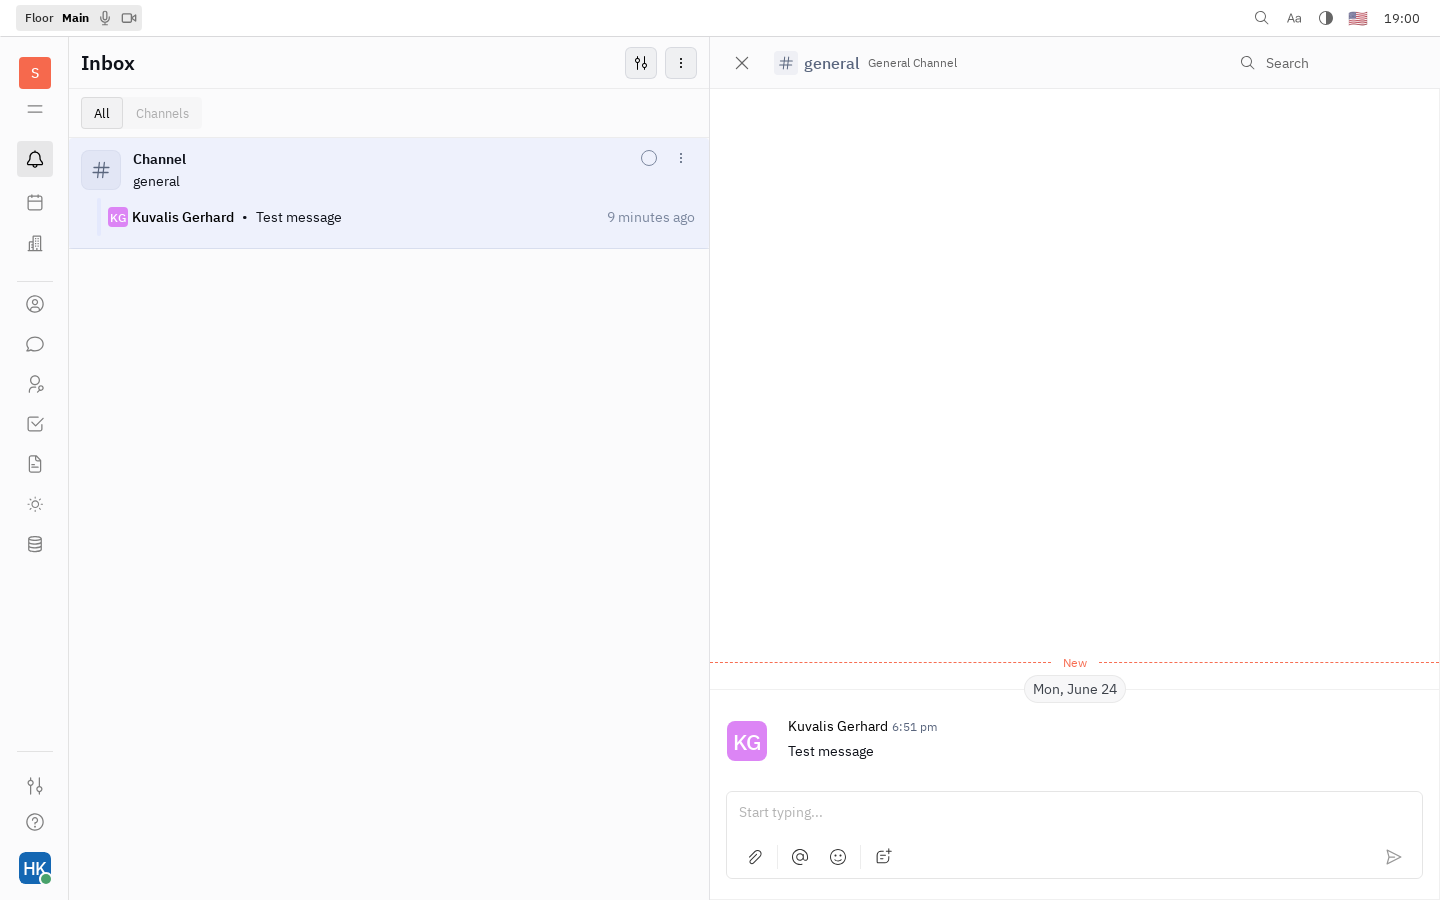 Floor Main
Aa
19:00
S
Inbox
general General Channel
Search
All Channels
Channel
general
KG Kuvalis Gerhard • Test message 9 minutes ago
New
Mon, June 24
KG
Kuvalis Gerhard 6:51 pm
Test message
Start typing...
HK